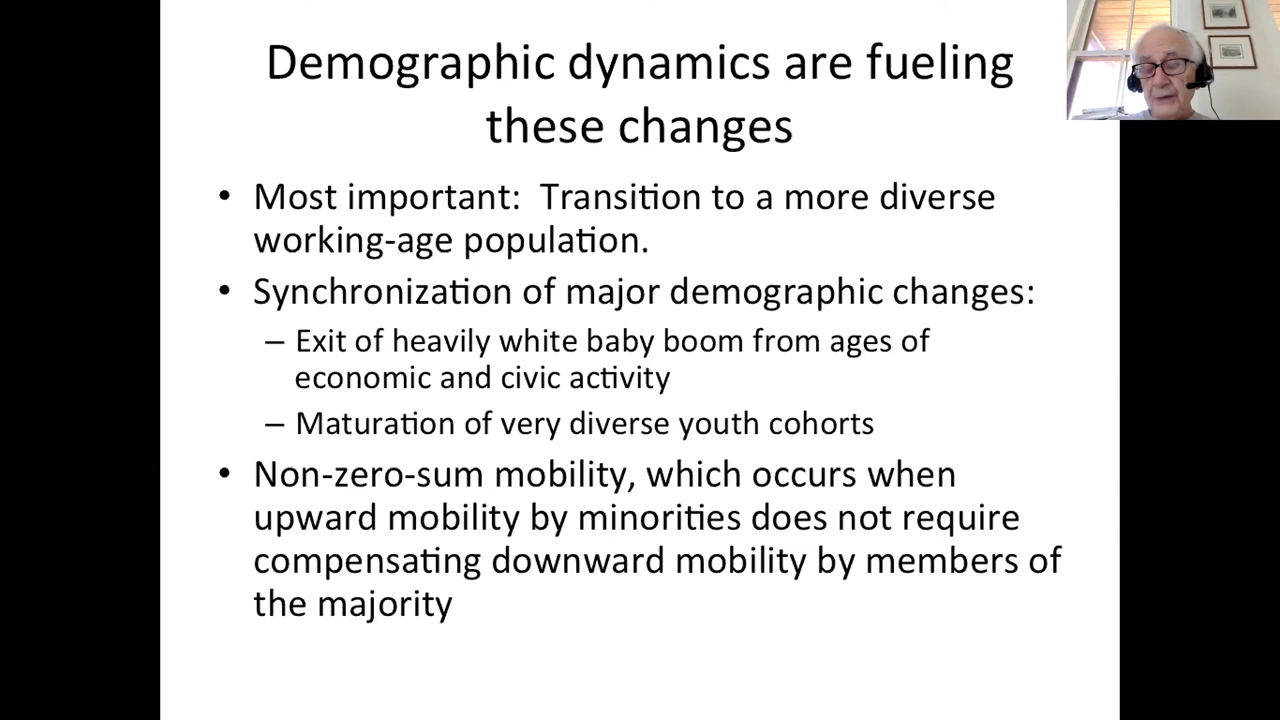 Demographic dynamics are fueling
these changes
• Most important:  Transition to a more diverse
working-age population.
• Synchronization of major demographic changes:
– Exit of heavily white baby boom from ages of
economic and civic activity
– Maturation of very diverse youth cohorts
• Non-zero-sum mobility, which occurs when
upward mobility by minorities does not require
compensating downward mobility by members of
the majority